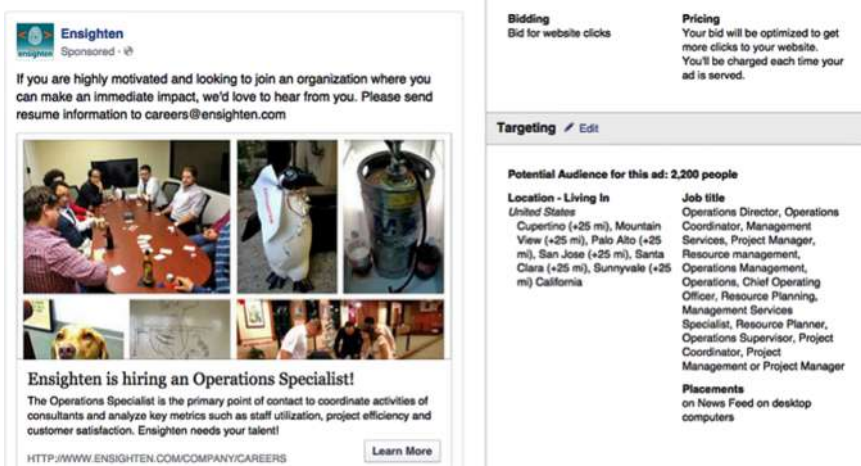 Ensighten
Sponsored ·
ensighten
If you are highly motivated and looking to join an organization where you
can make an immediate impact, we'd love to hear from you. Please send
resume information to careers@ensighten.com
Ensighten is hiring an Operations Specialist!
The Operations Specialist is the primary point of contact to coordinate activities of
consultants and analyze key metrics such as staff utilization, project efficiency and
customer satisfaction. Ensighten needs your talent!
HTTP://WWW.ENSIGHTEN.COM/COMPANY/CAREERS
Learn More
Bidding
Bid for website clicks
Pricing
Your bid will be optimized to get
more clicks to your website.
You'll be charged each time your
ad is served.
Targeting Edit
Potential Audience for this ad: 2,200 people
Location - Living In
United States
Cupertino (+25 mi), Mountain
View (+25 mi), Palo Alto (+25
mi), San Jose (+25 mi), Santa
Clara (+25 mi), Sunnyvale (+25
mi) California
Job title
Operations Director, Operations
Coordinator, Management
Services, Project Manager,
Resource management,
Operations Management,
Operations, Chief Operating
Officer, Resource Planning,
Management Services
Specialist, Resource Planner,
Operations Supervisor, Project
Coordinator, Project
Management or Project Manager
Placements
on News Feed on desktop
computers